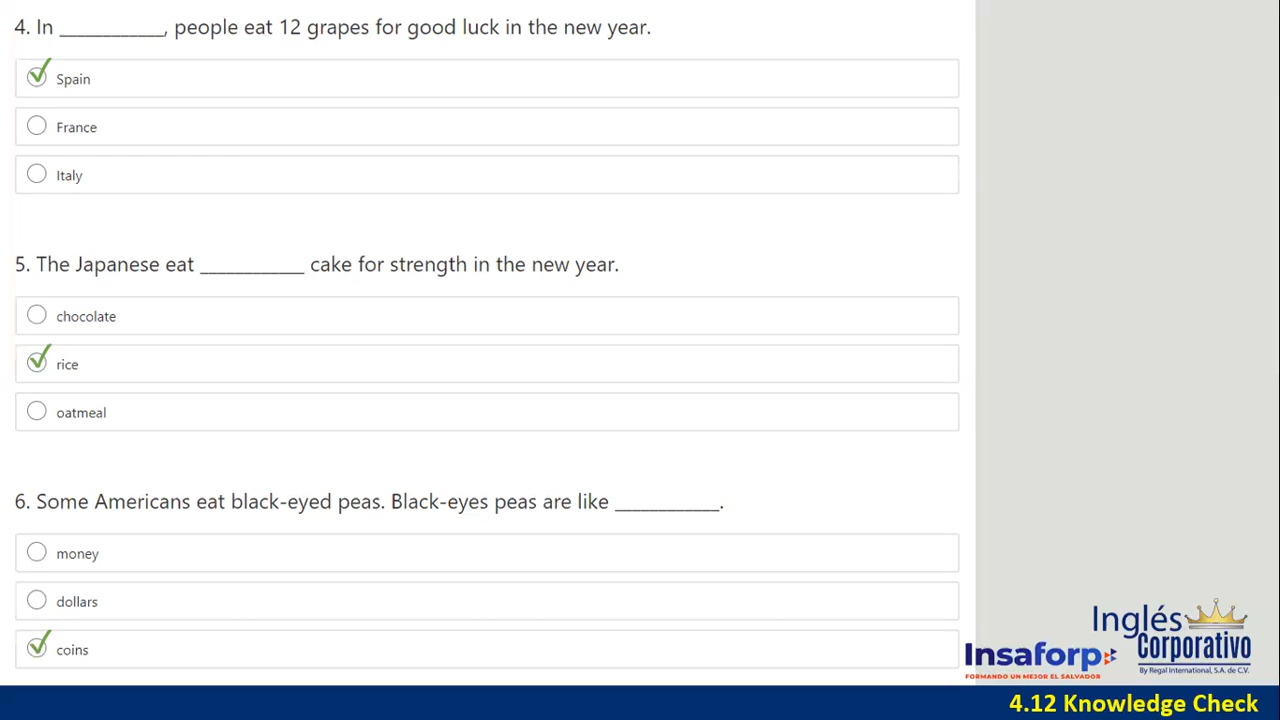 4. In ____________, people eat 12 grapes for good luck in the new year.
Spain
France
Italy
5. The Japanese eat ____________ cake for strength in the new year.
chocolate
rice
oatmeal
6. Some Americans eat black-eyed peas. Black-eyes peas are like ____________.
money
dollars
coins
Inglés
Corporativo
By Regal International, S.A. de C.V.
Insaforp
FORMANDO UN MEJOR EL SALVADOR
4.12 Knowledge Check